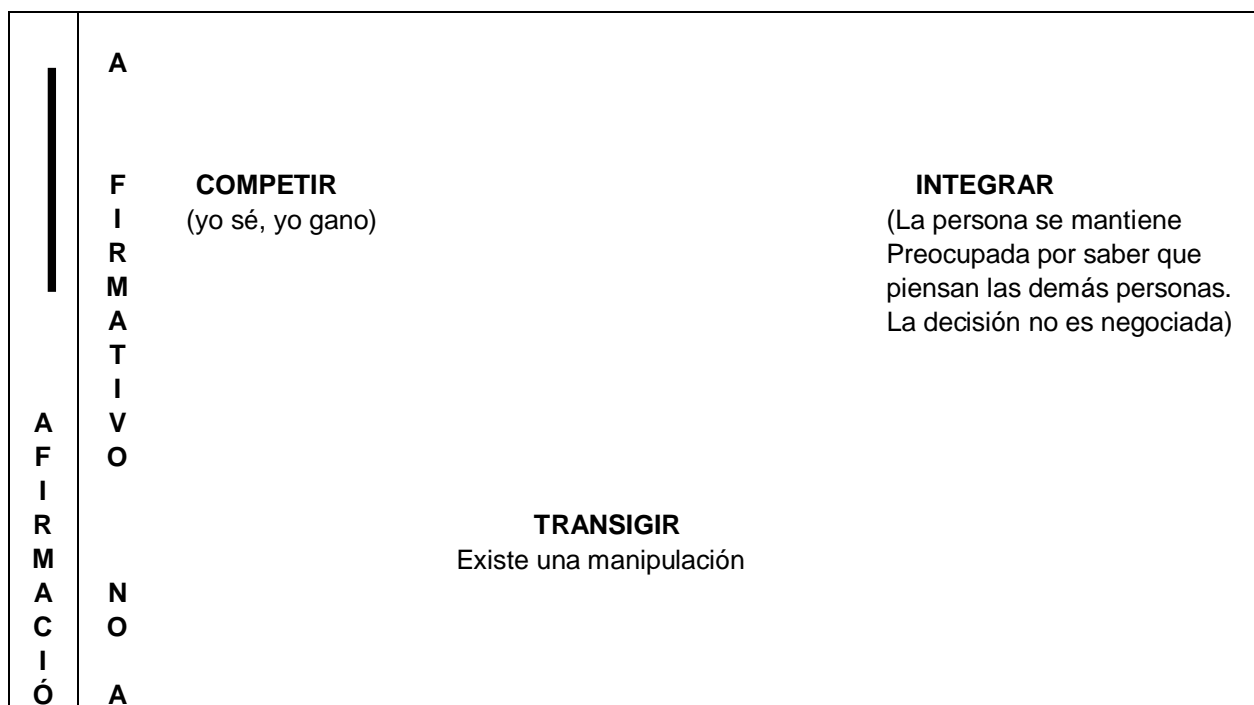 A
F
I
R
M
A
C
I
Ó
A
F
I
R
M
A
T
I
V
O
N
O
A
COMPETIR
(yo sé, yo gano)
INTEGRAR
(La persona se mantiene
Preocupada por saber que
piensan las demás personas.
La decisión no es negociada)
TRANSIGIR
Existe una manipulación